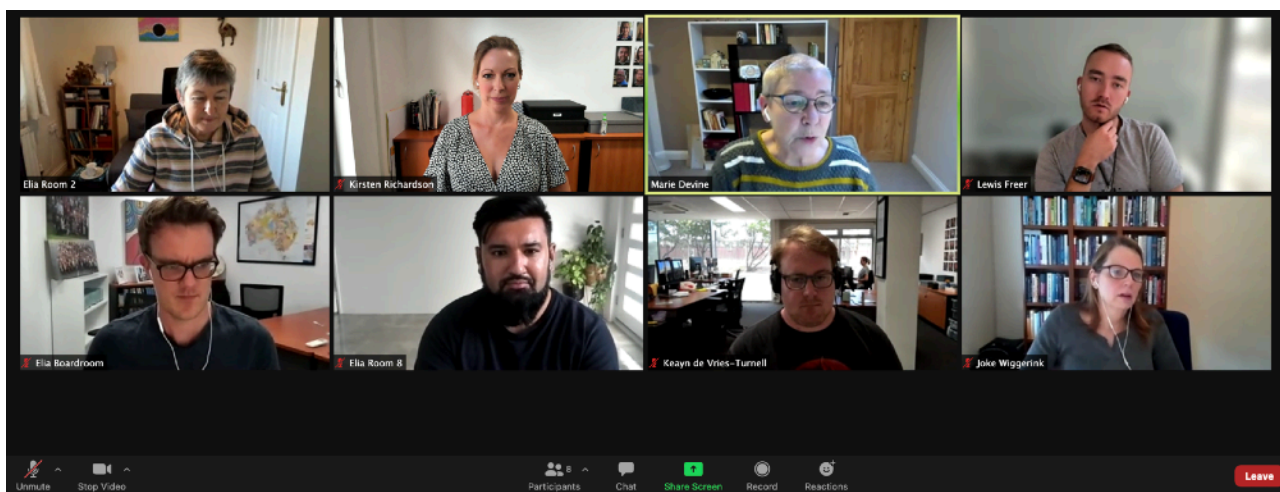 Elia Room 2
Kirsten Richardson
Marie Devine
Lewis Freer
Elia Boardroom
Elia Room 8
Keayn de Vries-Turnell
Joke Wiggerink
Unmute
Stop Video
8
Participants
Chat
Share Screen
Record
Reactions
Leave